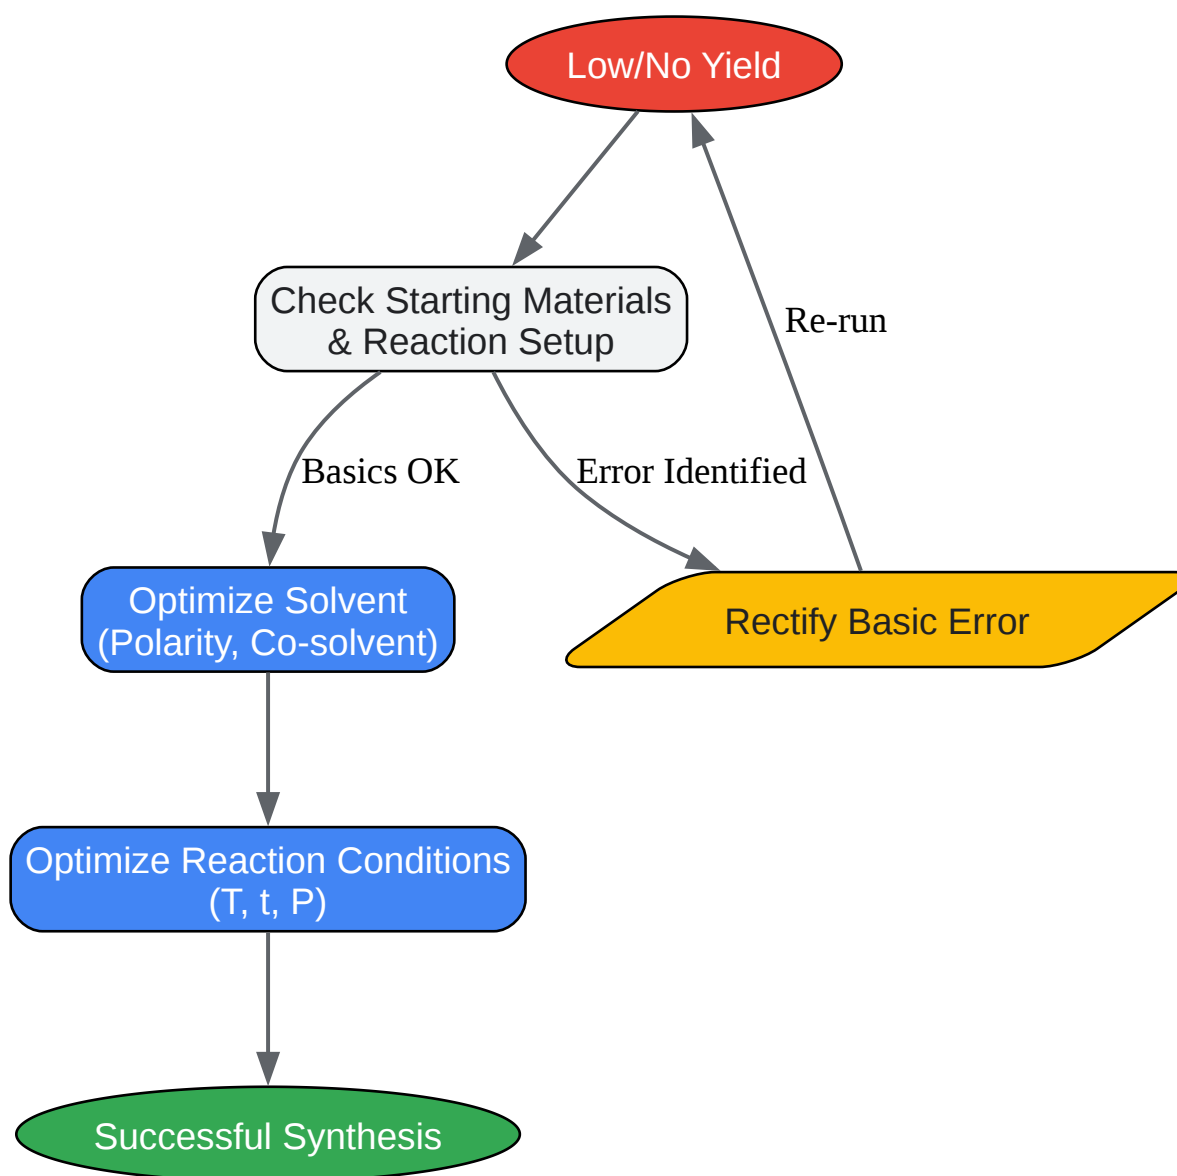 Low/No Yield
Check Starting Materials
& Reaction Setup
Re-run
Basics OK
Error Identified
Optimize Solvent
(Polarity, Co-solvent)
Rectify Basic Error
Optimize Reaction Conditions
(T, t, P)
Successful Synthesis